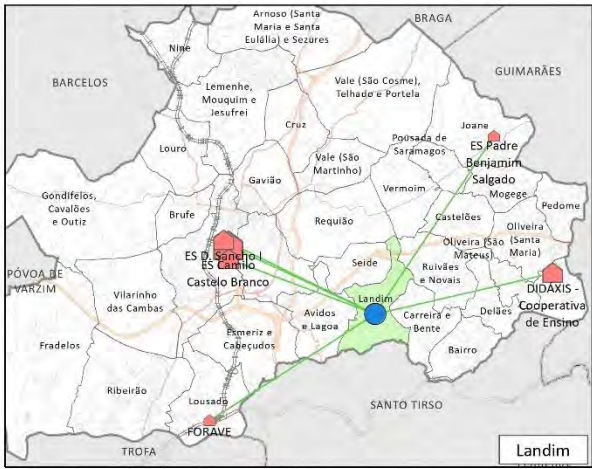 Arnoso (Santa
Maria e Santa
Eulália) e Sezures
BRAGA
Nine
BARCELOS
GUIMARÃES
Lemenhe,
Mouquim e
Jesufrei
Vale (São Cosme),
Telhado e Portela
Cruz
Joane
ES Padre
Benjamim
Salgado
Pousada de
Saramagos
Louro
Vale (São
Martinho)
Mogege
Gavião
Vermoim
Pedome
Gondifelos,
Cavalões
e Outiz
Brufe
Requião
Castelões
Oliveira
(Santa
Maria)
Oliveira (São
Mateus)
ES D. Sancho I
ES Camilo
Castelo Branco
Seide
Ruivães
e Novais
PÓVOA DE
VARZIM
DIDÁXIS -
Cooperativa
de Ensino
Vilarinho
das Cambas
Landim
Avidos
e Lagoa
Carreira e
Bente
Delães
Esmeriz e
Cabeçudos
Fradelos
Bairro
Ribeirão
Lousado
SANTO TIRSO
FORAVE
TROFA
Landim